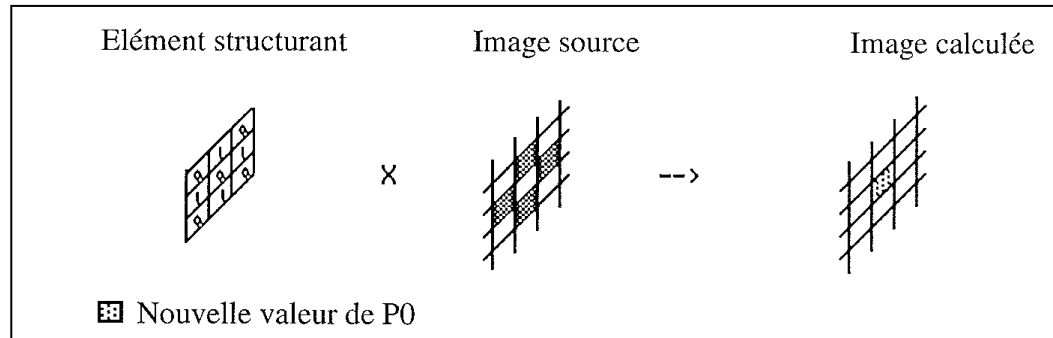 Elément structurant Image source Image calculée
X -->
Nouvelle valeur de P0